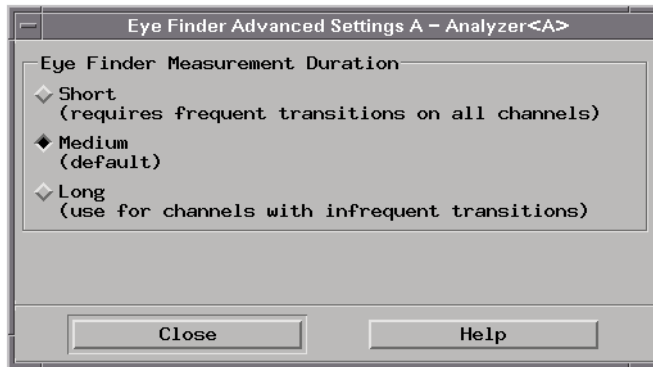 Eye Finder Advanced Settings A – Analyzer<A>
Eye Finder Measurement Duration
Short
(requires frequent transitions on all channels)
Medium
(default)
Long
(use for channels with infrequent transitions)
Close
Help